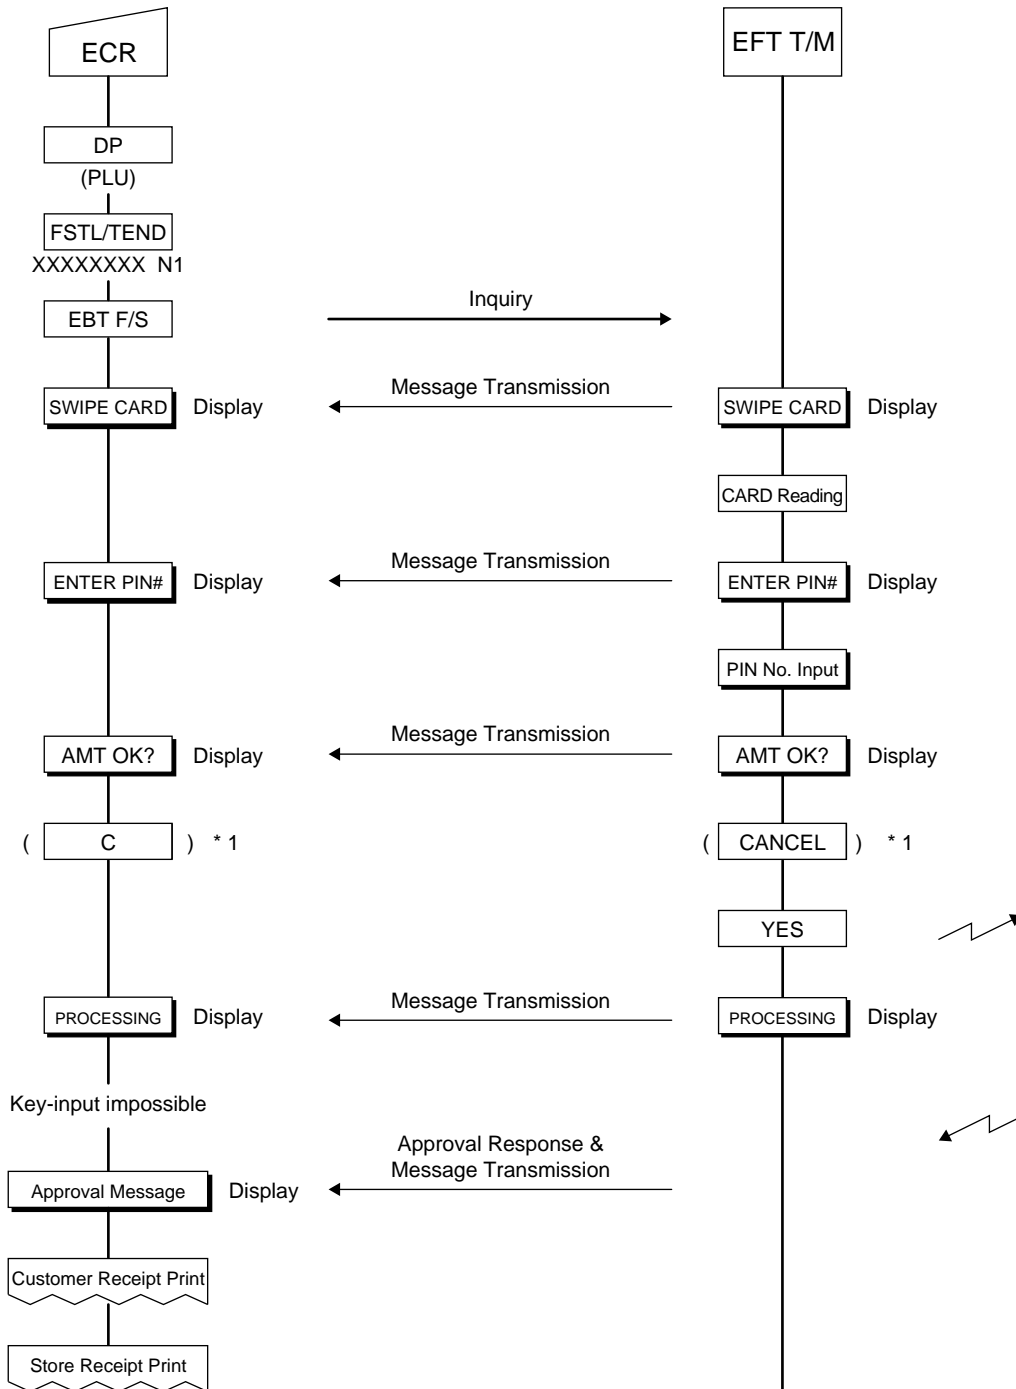 ECR
EFT T/M
DP
(PLU)
FSTL/TEND
XXXXXXXX N1
EBT F/S
Inquiry
SWIPE CARD Display
Message Transmission
SWIPE CARD Display
CARD Reading
ENTER PIN# Display
Message Transmission
ENTER PIN# Display
PIN No. Input
AMT OK? Display
Message Transmission
AMT OK? Display
( C ) * 1
( CANCEL ) * 1
YES
PROCESSING Display
Message Transmission
PROCESSING Display
Key-input impossible
Approval Response &
Message Transmission
Approval Message Display
Customer Receipt Print
Store Receipt Print